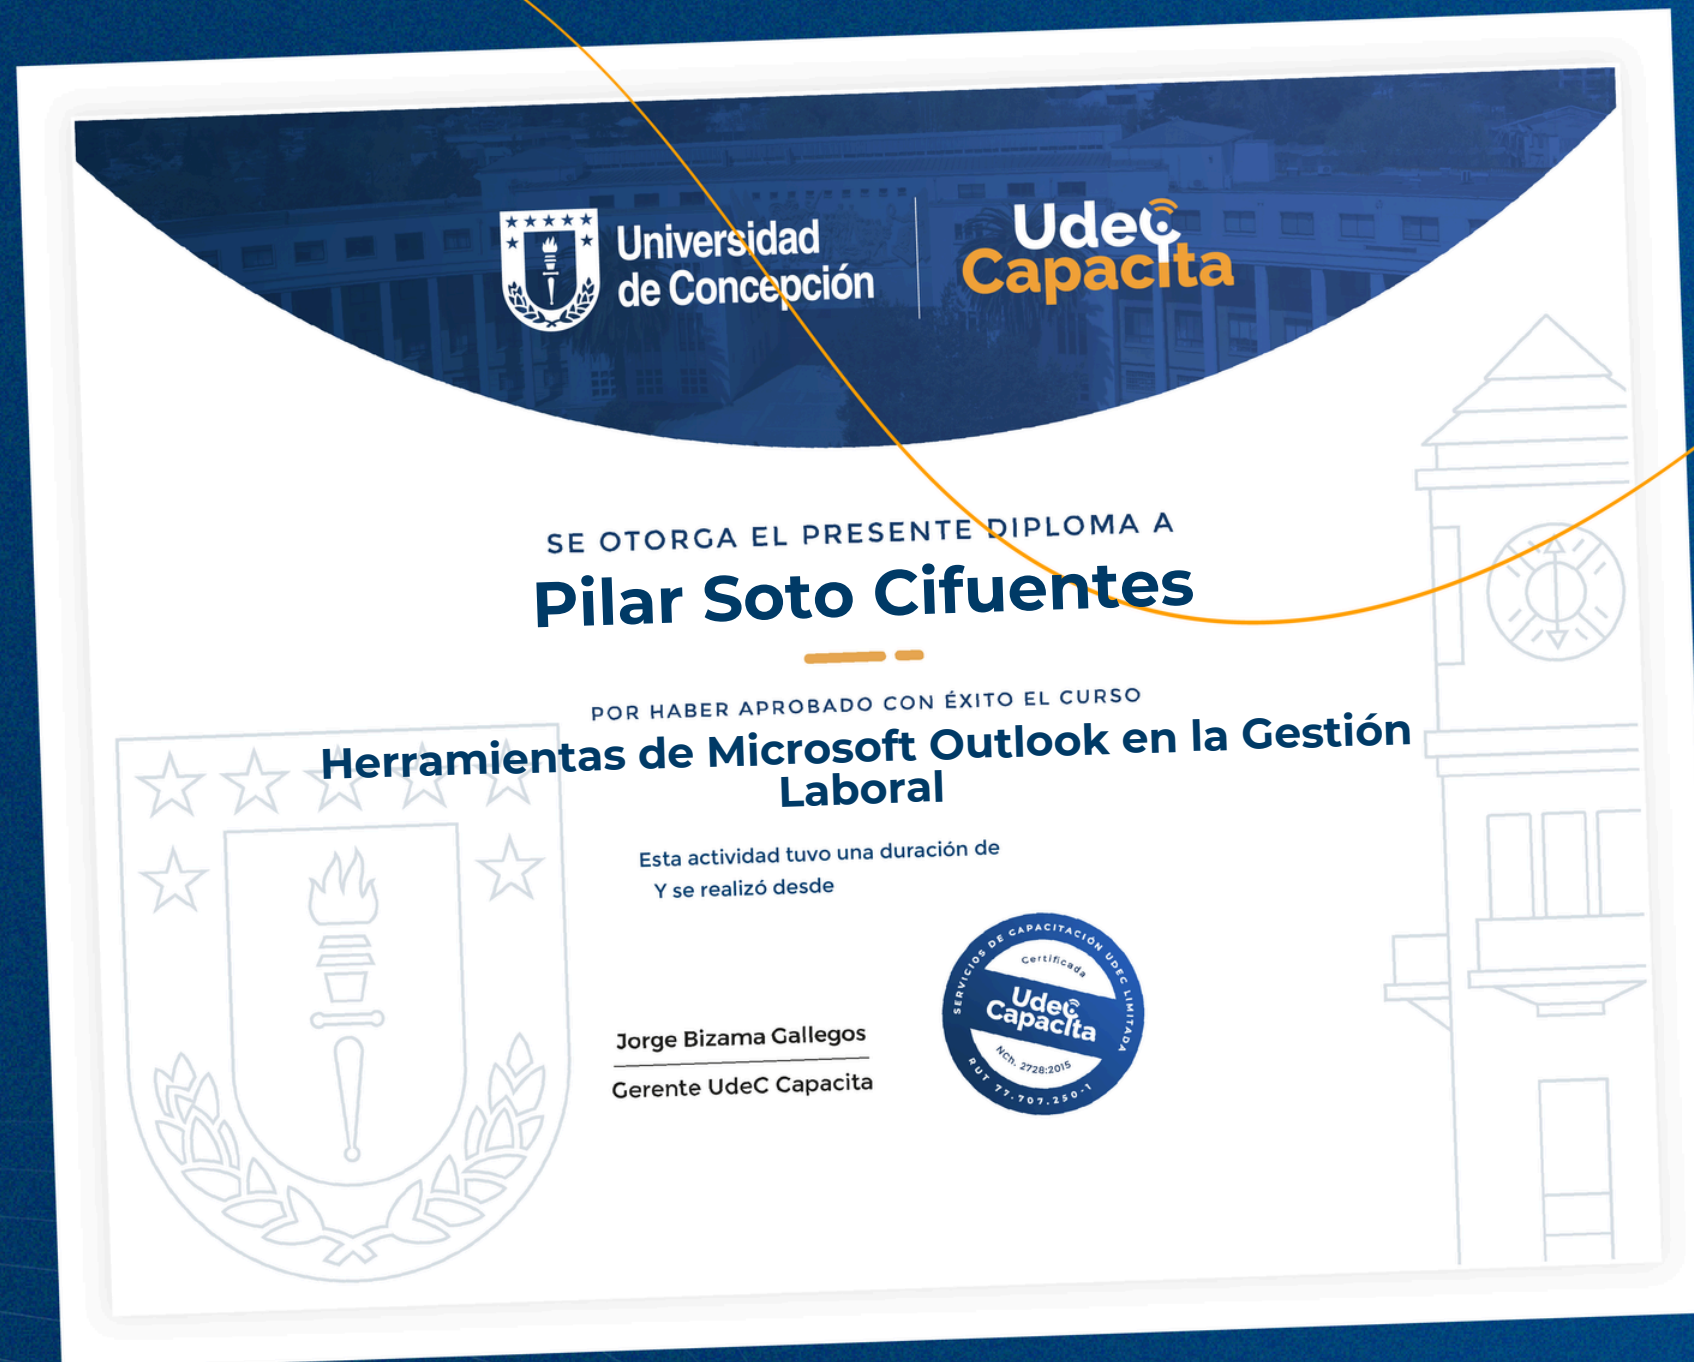 Universidad
de Concepción
UdeC
Capacita
SE OTORGA EL PRESENTE DIPLOMA A
Pilar Soto Cifuentes
POR HABER APROBADO CON ÉXITO EL CURSO
Herramientas de Microsoft Outlook en la Gestión
Laboral
Esta actividad tuvo una duración de
Y se realizó desde
Jorge Bizama Gallegos
Gerente UdeC Capacita
SERVICIOS DE CAPACITACIÓN UDEC LIMITADA
Certificada
UdeC
Capacita
NCh. 2728:2015
RUT 77.707.250-1